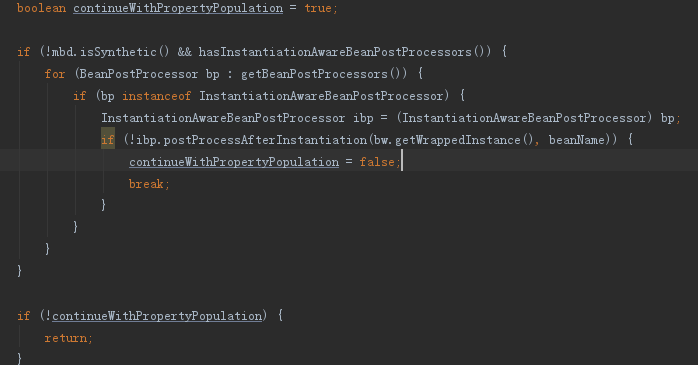 boolean continueWithPropertyPopulation = true;
if (!mbd.isSynthetic() && hasInstantiationAwareBeanPostProcessors()) {
for (BeanPostProcessor bp : getBeanPostProcessors()) {
if (bp instanceof InstantiationAwareBeanPostProcessor) {
InstantiationAwareBeanPostProcessor ibp = (InstantiationAwareBeanPostProcessor) bp;
if (!ibp.postProcessAfterInstantiation(bw.getWrappedInstance(), beanName)) {
continueWithPropertyPopulation = false;
break;
}
}
}
}
if (!continueWithPropertyPopulation) {
return;
}